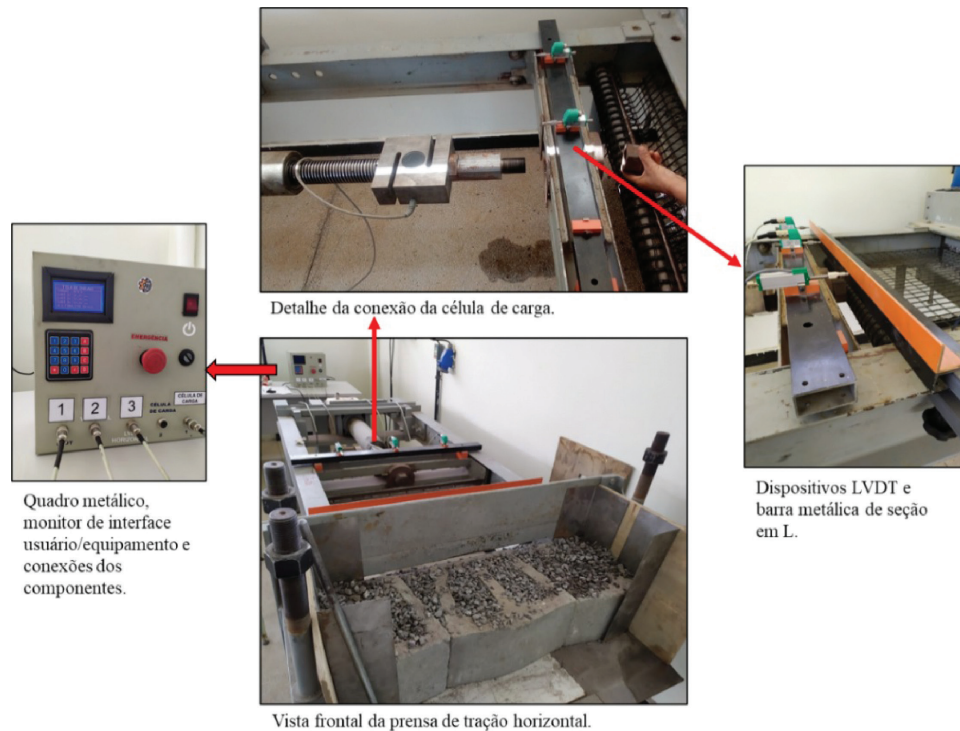 Detalhe da conexão da célula de carga.
EMERGÊNCIA
1 2 3
CÉLULA
DE CARGA
CÉLULA DE
CARGA
HORIZONTAL
Quadro metálico,
monitor de interface
usuário/equipamento e
conexões dos
componentes.
Dispositivos LVDT e
barra metálica de seção
em L.
Vista frontal da prensa de tração horizontal.